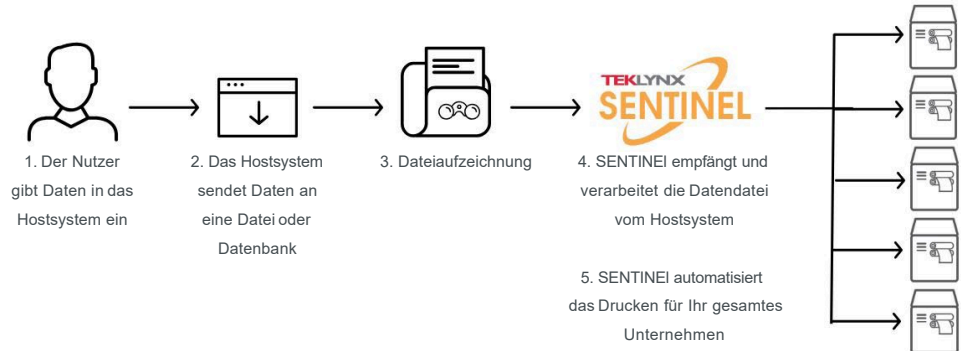 1. Der Nutzer
gibt Daten in das
Hostsystem ein
2. Das Hostsystem
sendet Daten an
eine Datei oder
Datenbank
3. Dateiaufzeichnung
TEKLYNX
SENTINEL
4. SENTINEl empfängt und
verarbeitet die Datendatei
vom Hostsystem
5. SENTINEl automatisiert
das Drucken für Ihr gesamtes
Unternehmen